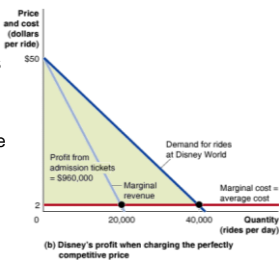 Price
and cost
(dollars
per ride)
$50
Demand for rides
at Disney World
Profit from
admission tickets
= $960,000
Marginal
revenue
Marginal cost =
average cost
2
0
20,000
40,000
Quantity
(rides per day)
(b) Disney's profit when charging the perfectly
competitive price